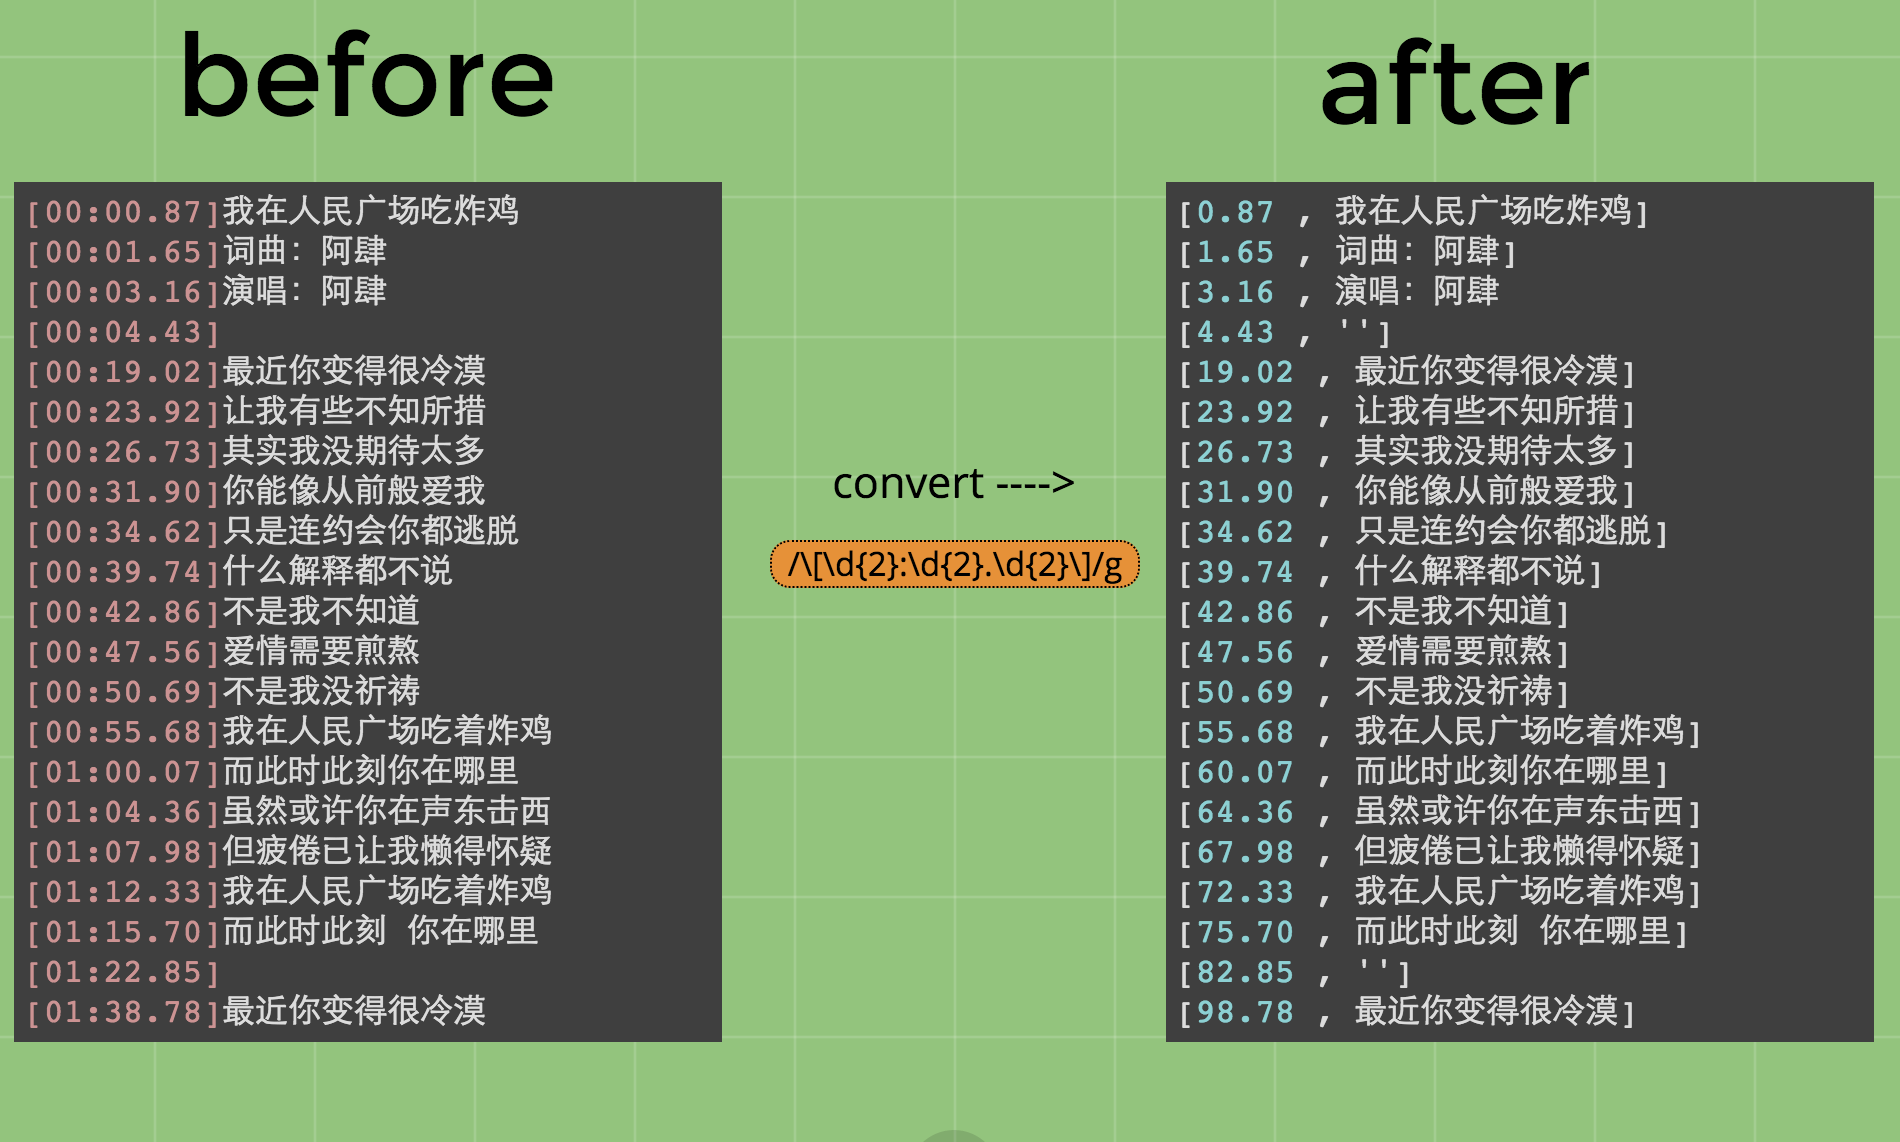 before
[00:00.87]我在人民广场吃炸鸡
[00:01.65]词曲：阿肆
[00:03.16]演唱：阿肆
[00:04.43]
[00:19.02]最近你变得很冷漠
[00:23.92]让我有些不知所措
[00:26.73]其实我没期待太多
[00:31.90]你能像从前般爱我
[00:34.62]只是连约会你都逃脱
[00:39.74]什么解释都不说
[00:42.86]不是我不知道
[00:47.56]爱情需要煎熬
[00:50.69]不是我没祈祷
[00:55.68]我在人民广场吃着炸鸡
[01:00.07]而此时此刻你在哪里
[01:04.36]虽然或许你在声东击西
[01:07.98]但疲倦已让我懒得怀疑
[01:12.33]我在人民广场吃着炸鸡
[01:15.70]而此时此刻 你在哪里
[01:22.85]
[01:38.78]最近你变得很冷漠
convert ---->
/\[\d{2}:\d{2}.\d{2}\]/g
after
[0.87 , 我在人民广场吃炸鸡]
[1.65 , 词曲：阿肆]
[3.16 , 演唱：阿肆
[4.43 , '']
[19.02 , 最近你变得很冷漠]
[23.92 , 让我有些不知所措]
[26.73 , 其实我没期待太多]
[31.90 , 你能像从前般爱我]
[34.62 , 只是连约会你都逃脱]
[39.74 , 什么解释都不说]
[42.86 , 不是我不知道]
[47.56 , 爱情需要煎熬]
[50.69 , 不是我没祈祷]
[55.68 , 我在人民广场吃着炸鸡]
[60.07 , 而此时此刻你在哪里]
[64.36 , 虽然或许你在声东击西]
[67.98 , 但疲倦已让我懒得怀疑]
[72.33 , 我在人民广场吃着炸鸡]
[75.70 , 而此时此刻 你在哪里]
[82.85 , '']
[98.78 , 最近你变得很冷漠]